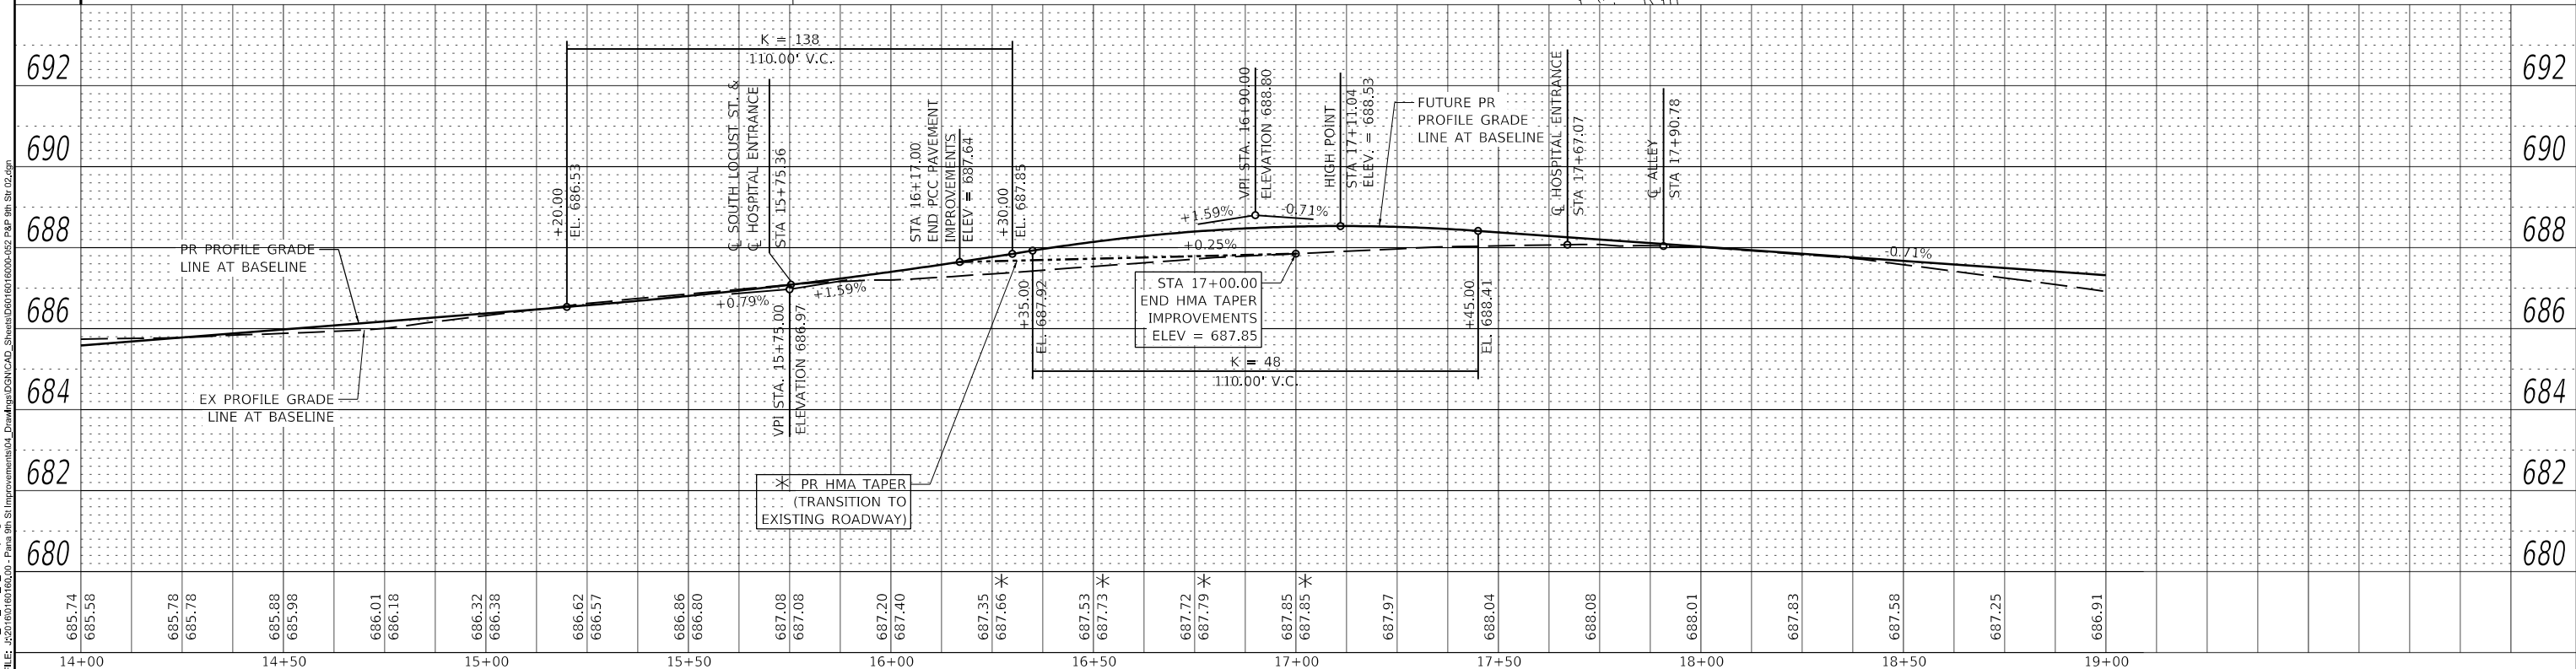 K = 138
110.00' V.C.
692
692
690
690
688
688
686
686
684
684
682
682
680
680
+20.00
EL. 686.53
℄ SOUTH LOCUST ST. &
℄ HOSPITAL ENTRANCE
STA 15+75.36
STA 16+17.00
END PCC PAVEMENT
IMPROVEMENTS
ELEV = 687.64
+30.00
EL. 687.85
VPI STA. 16+90.00
ELEVATION 688.80
HIGH POINT
STA 17+11.04
ELEV. = 688.53
FUTURE PR
PROFILE GRADE
LINE AT BASELINE
℄ HOSPITAL ENTRANCE
STA 17+67.07
℄ ALLEY
STA 17+90.78
PR PROFILE GRADE
LINE AT BASELINE
+1.59%
-0.71%
+0.25%
-0.71%
+0.79%
+1.59%
VPI STA. 15+75.00
ELEVATION 686.97
+35.00
EL. 687.92
STA 17+00.00
END HMA TAPER
IMPROVEMENTS
ELEV = 687.85
+45.00
EL. 688.41
K = 48
110.00' V.C.
EX PROFILE GRADE
LINE AT BASELINE
* PR HMA TAPER
(TRANSITION TO
EXISTING ROADWAY)
* * * *
685.74
685.58
685.78
685.78
685.88
685.98
686.01
686.18
686.32
686.38
686.62
686.57
686.86
686.80
687.08
687.08
687.20
687.40
687.35
687.66
687.53
687.73
687.72
687.79
687.85
687.85
687.97
688.04
688.08
688.01
687.83
687.58
687.25
686.91
14+00 14+50 15+00 15+50 16+00 16+50 17+00 17+50 18+00 18+50 19+00